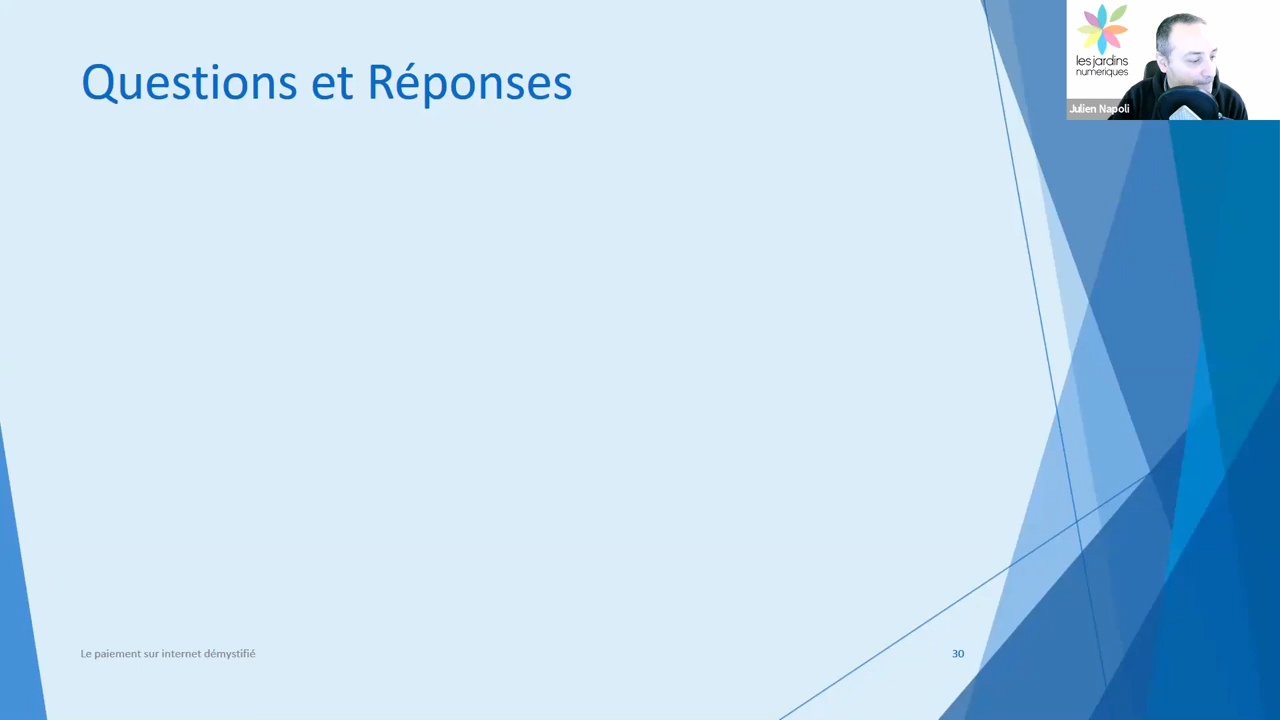 Questions et Réponses
les jardins
numeriques
Julien Napoli
Le paiement sur internet démystifié
30